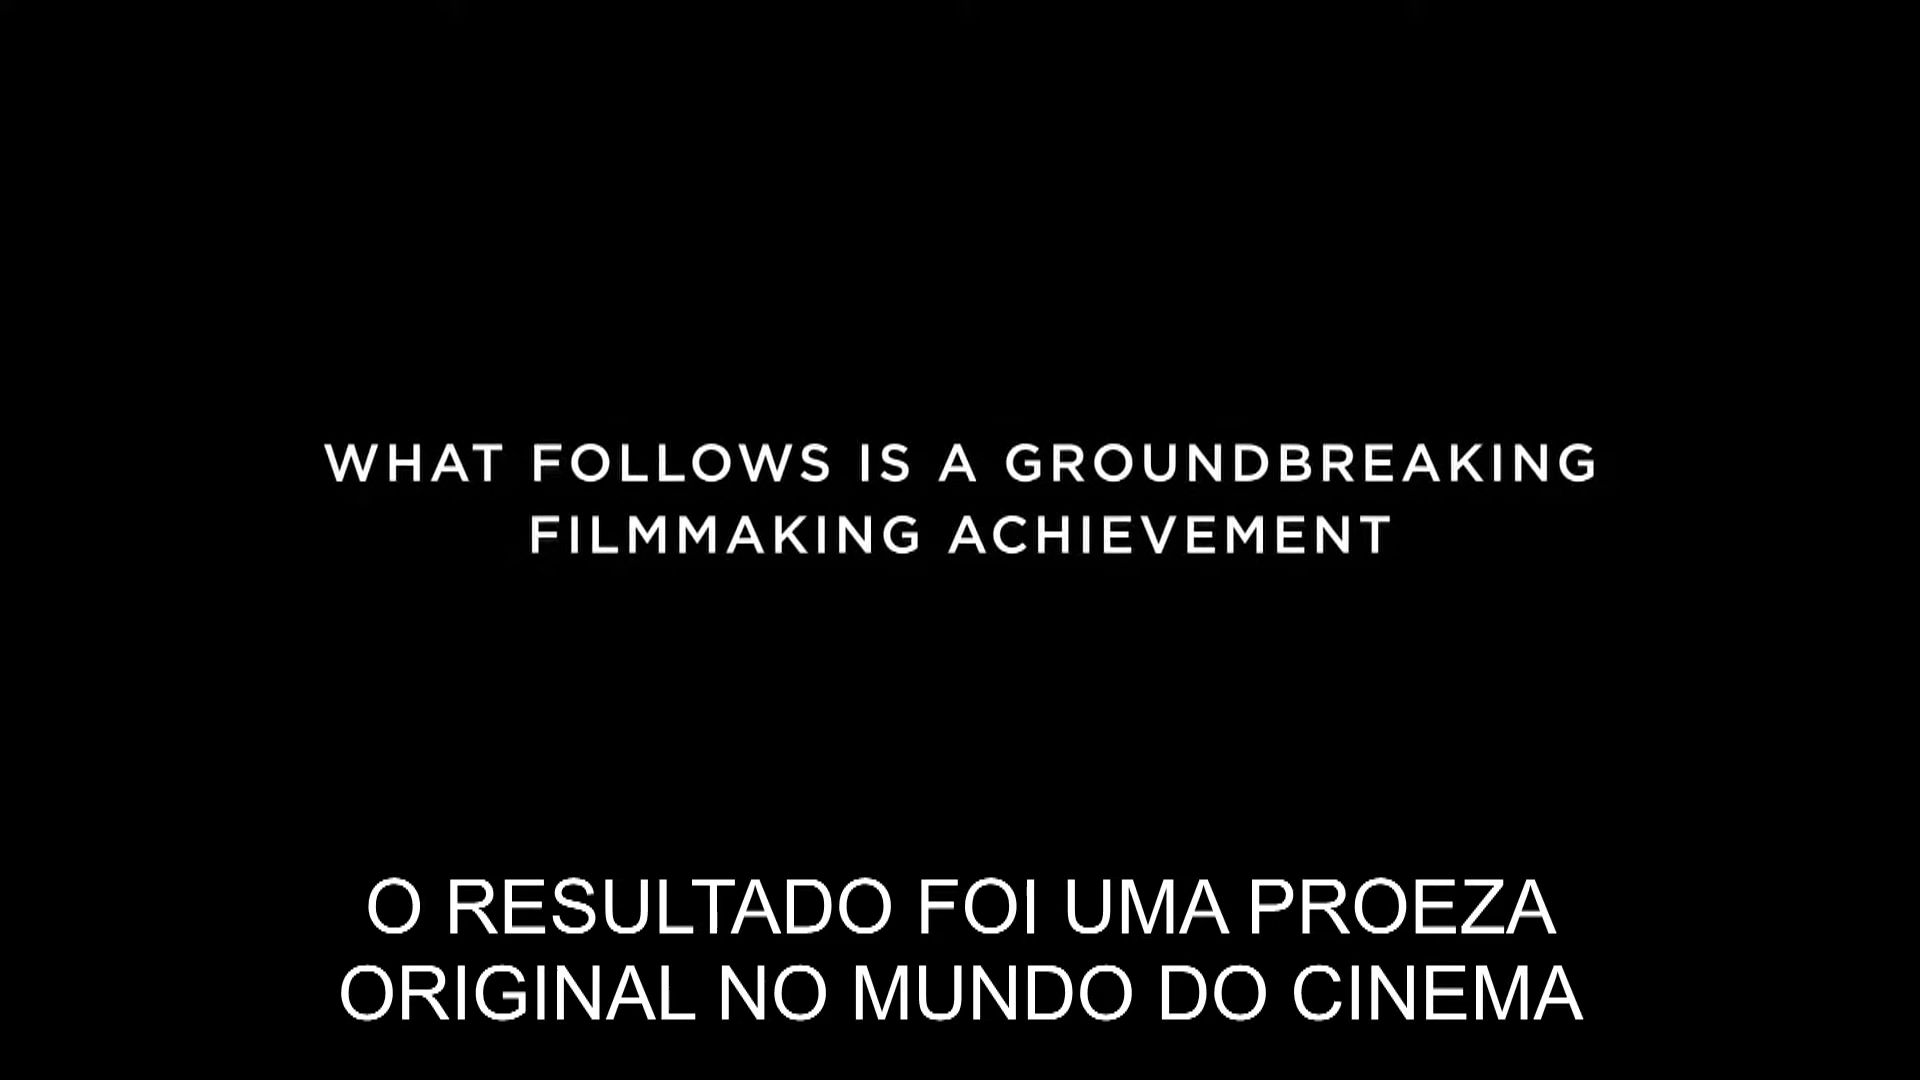 WHAT FOLLOWS IS A GROUNDBREAKING
FILMMAKING ACHIEVEMENT
O RESULTADO FOI UMA PROEZA
ORIGINAL NO MUNDO DO CINEMA